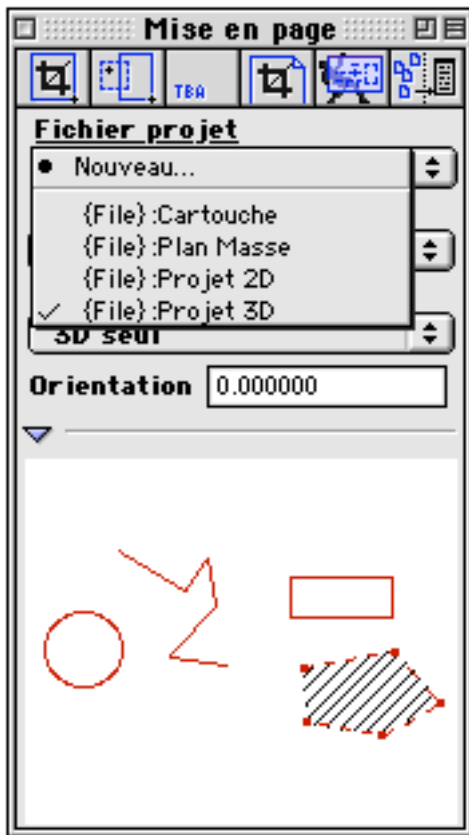 Mise en page
TBA
Fichier projet
Nouveau...
{File}:Cartouche
{File}:Plan Masse
{File}:Projet 2D
{File}:Projet 3D
3D seul
Orientation 0.000000